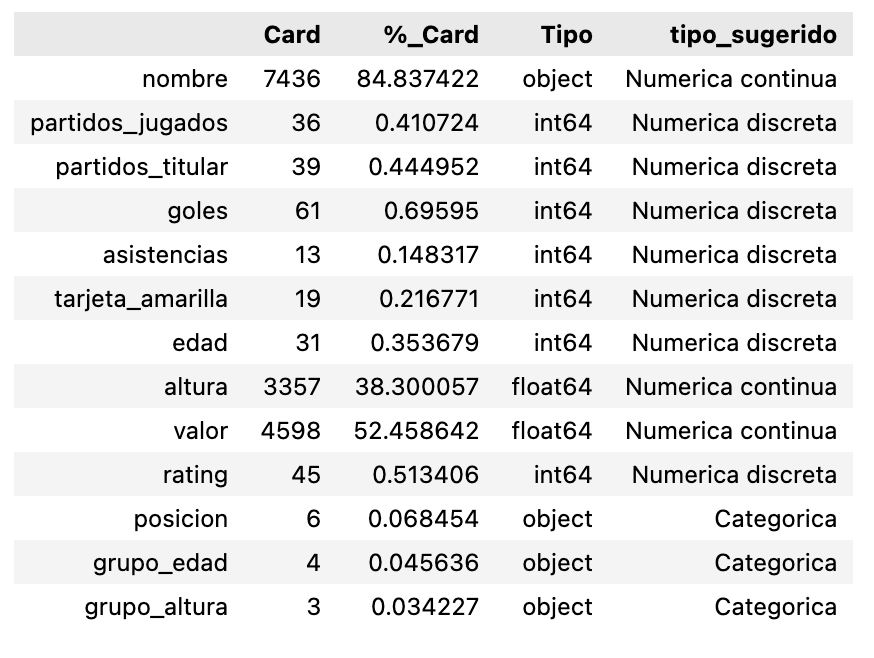 Card %_Card Tipo tipo_sugerido
nombre 7436 84.837422 object Numerica continua
partidos_jugados 36 0.410724 int64 Numerica discreta
partidos_titular 39 0.444952 int64 Numerica discreta
goles 61 0.69595 int64 Numerica discreta
asistencias 13 0.148317 int64 Numerica discreta
tarjeta_amarilla 19 0.216771 int64 Numerica discreta
edad 31 0.353679 int64 Numerica discreta
altura 3357 38.300057 float64 Numerica continua
valor 4598 52.458642 float64 Numerica continua
rating 45 0.513406 int64 Numerica discreta
posicion 6 0.068454 object Categorica
grupo_edad 4 0.045636 object Categorica
grupo_altura 3 0.034227 object Categorica